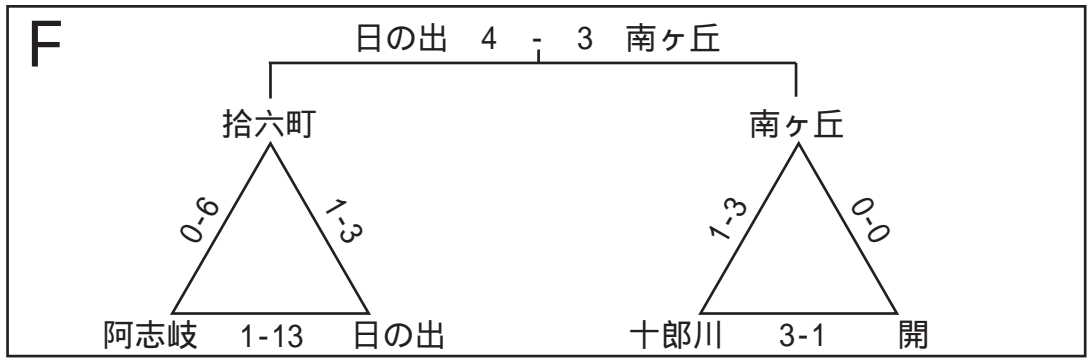 F
日の出 4 - 3 南ヶ丘
拾六町 南ヶ丘
0-6 1-3 1-3 0-0
阿志岐 1-13 日の出 十郎川 3-1 開